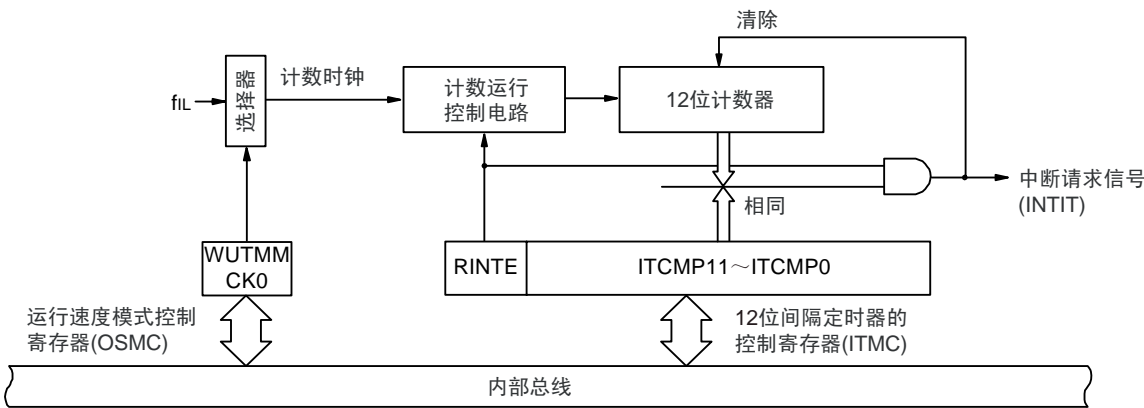 清除
fIL
选择器
计数时钟
计数运行
控制电路
12位计数器
相同
中断请求信号
(INTIT)
WUTMM
CK0
RINTE
ITCMP11～ITCMP0
运行速度模式控制
寄存器(OSMC)
12位间隔定时器的
控制寄存器(ITMC)
内部总线